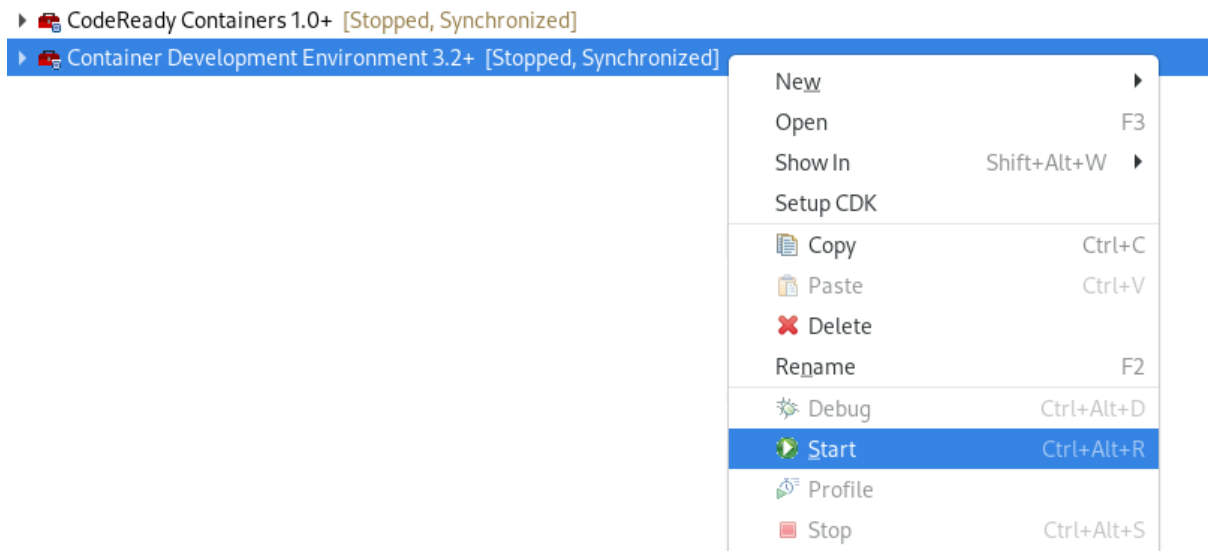 CodeReady Containers 1.0+ [Stopped, Synchronized]
Container Development Environment 3.2+ [Stopped, Synchronized]
New
Open F3
Show In Shift+Alt+W
Setup CDK
Copy Ctrl+C
Paste Ctrl+V
Delete
Rename F2
Debug Ctrl+Alt+D
Start Ctrl+Alt+R
Profile
Stop Ctrl+Alt+S